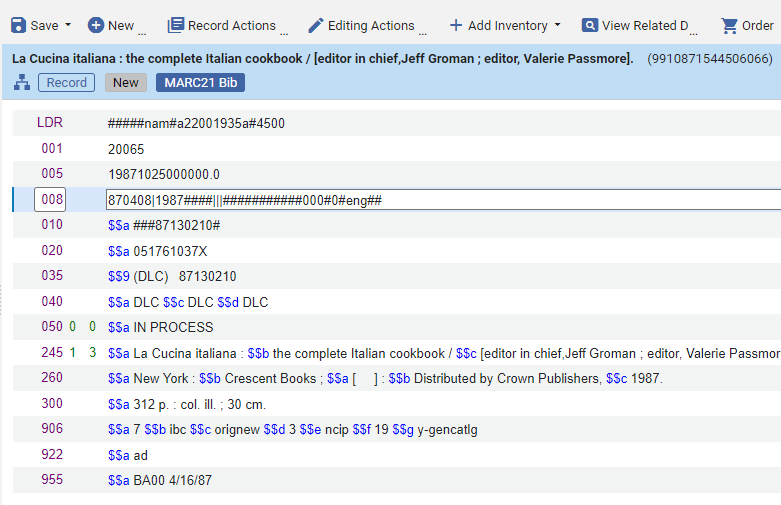 Save New ... Record Actions ... Editing Actions ... Add Inventory View Related D... Order
La Cucina italiana : the complete Italian cookbook / [editor in chief,Jeff Groman ; editor, Valerie Passmore]. (9910871544506066)
Record New MARC21 Bib
LDR #####nam#a22001935a#4500
001 20065
005 19871025000000.0
008 870408|1987####|||###########000#0#eng##
010 $$a ###87130210#
020 $$a 051761037X
035 $$9 (DLC) 87130210
040 $$a DLC $$c DLC $$d DLC
050 0 0 $$a IN PROCESS
245 1 3 $$a La Cucina italiana : $$b the complete Italian cookbook / $$c [editor in chief,Jeff Groman ; editor, Valerie Passmor
260 $$a New York : $$b Crescent Books ; $$a [ ] : $$b Distributed by Crown Publishers, $$c 1987.
300 $$a 312 p. : col. ill. ; 30 cm.
906 $$a 7 $$b ibc $$c orignew $$d 3 $$e ncip $$f 19 $$g y-gencatlg
922 $$a ad
955 $$a BA00 4/16/87